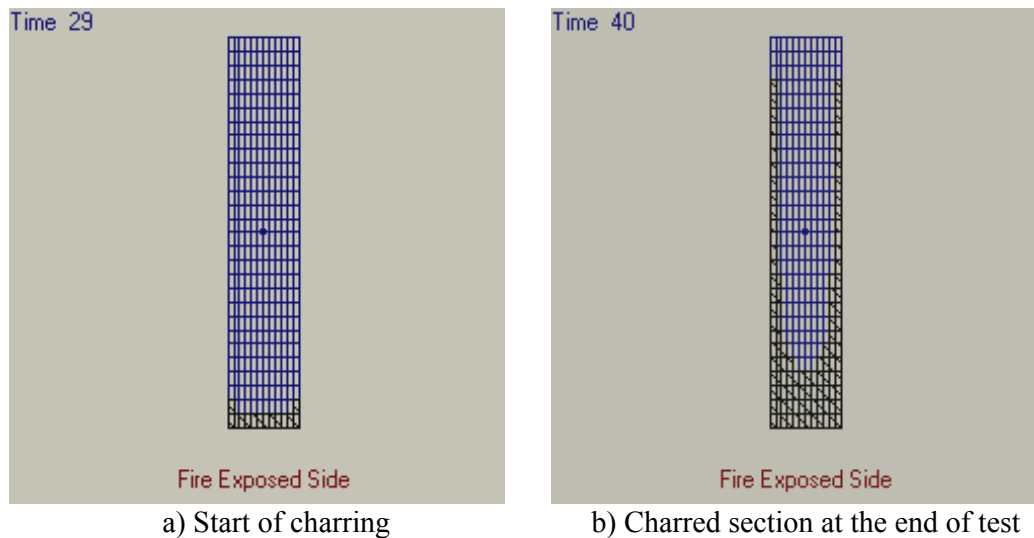 Time 29
Time 40
Fire Exposed Side
Fire Exposed Side
a) Start of charring
b) Charred section at the end of test